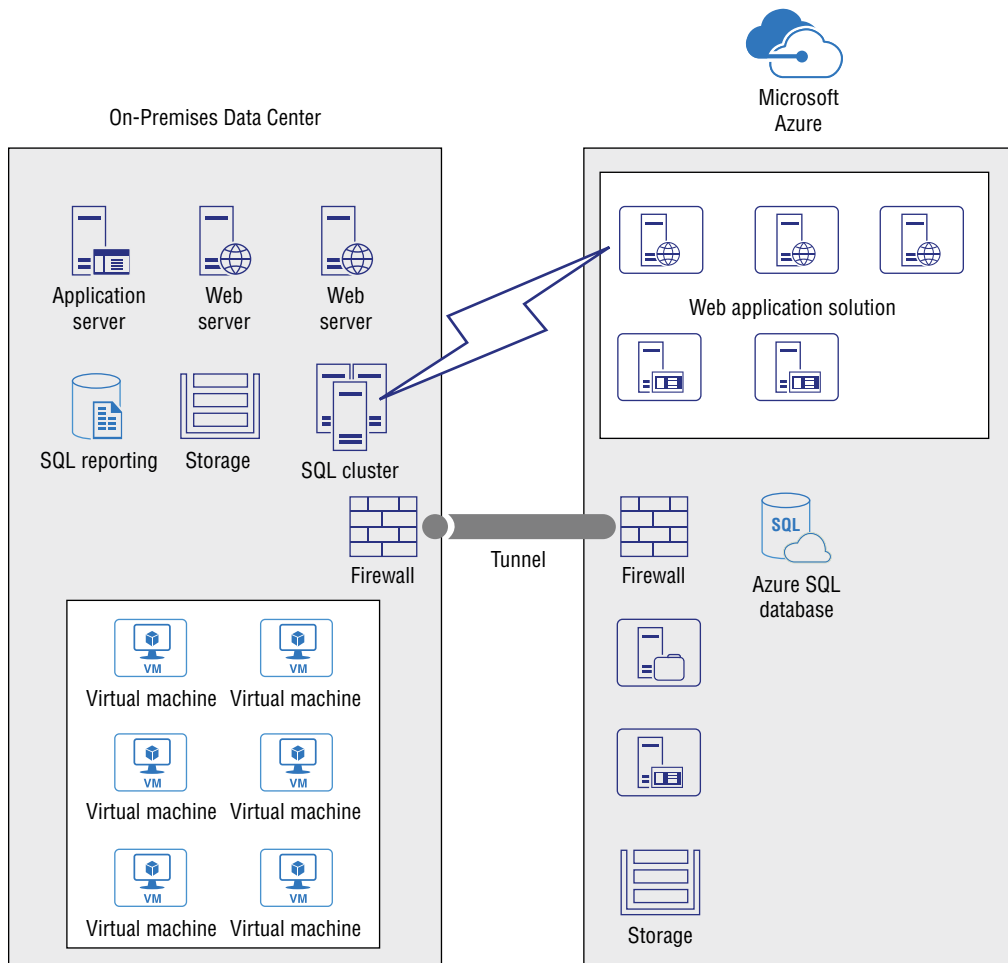 Microsoft
Azure
On-Premises Data Center
Application
server
Web
server
Web
server
SQL reporting
Storage
SQL cluster
Firewall
VM
Virtual machine
VM
Virtual machine
VM
Virtual machine
VM
Virtual machine
VM
Virtual machine
VM
Virtual machine
Tunnel
Web application solution
Firewall
SQL
Azure SQL
database
Storage